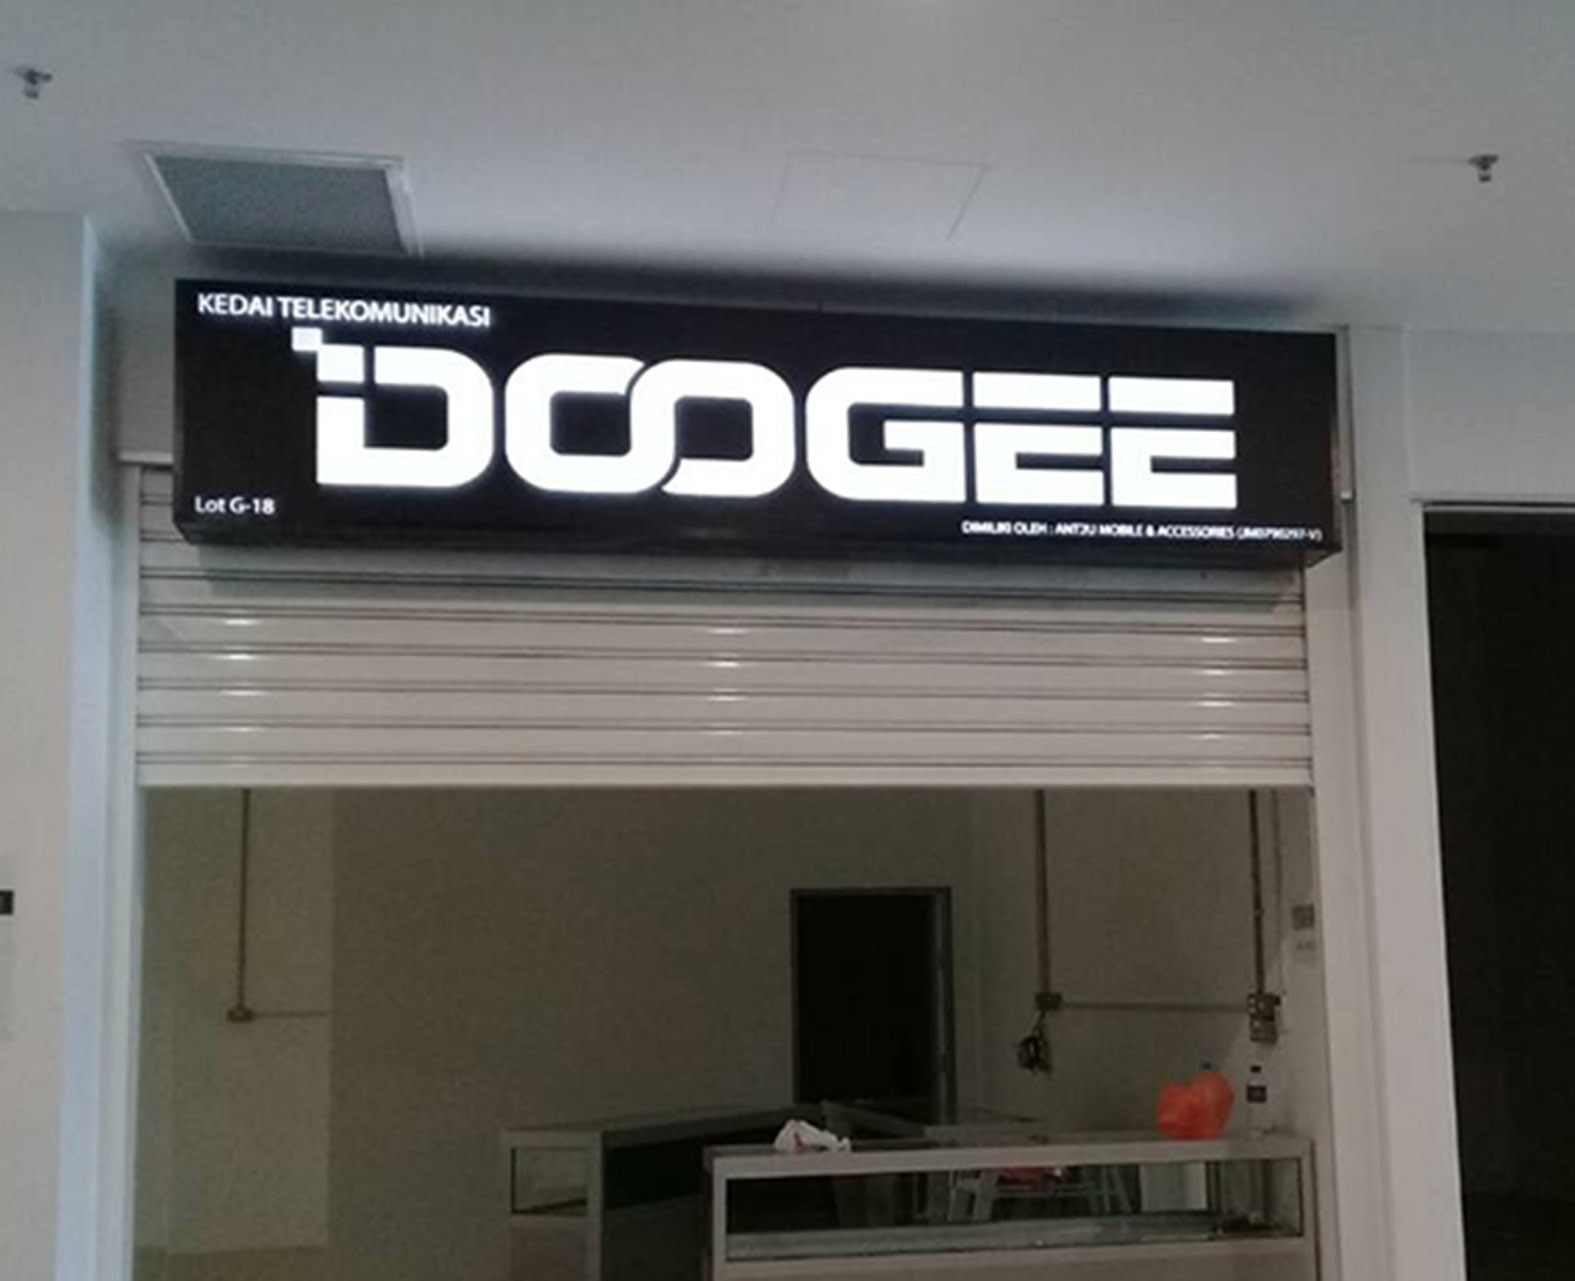 KEDAI TELEKOMUNIKASI
DOOGEE
Lot G-18
DIMILIKI OLEH : ANT2U MOBILE & ACCESSORIES